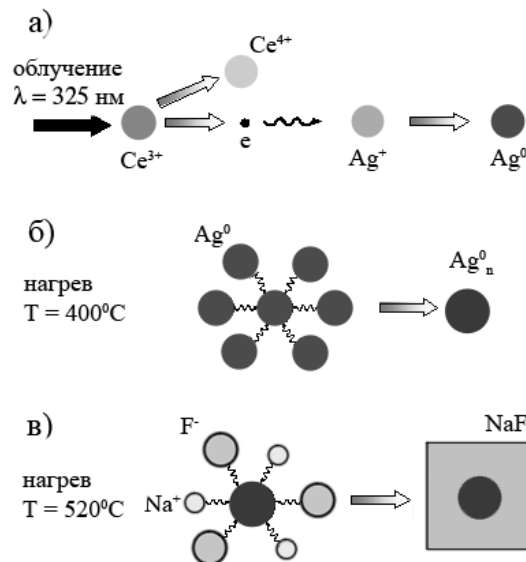 а)
Ce⁴⁺
облучение
λ = 325 нм
Ce³⁺
e
Ag⁺
Ag⁰
б)
Ag⁰
Ag⁰ₙ
нагрев
T = 400⁰C
в)
F⁻
NaF
нагрев
Na⁺
T = 520⁰C